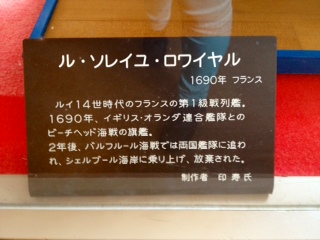 ル・ソレイユ・ロワイヤル
1690年 フランス
ルイ14世時代のフランスの第1級戦列艦。
1690年、イギリス・オランダ連合艦隊との
ビーチヘッド海戦の旗艦。
2年後、バルフルール海戦では両国艦隊に追わ
れ、シェルブール海岸に乗り上げ、放棄された。
製作者 印 寿 氏